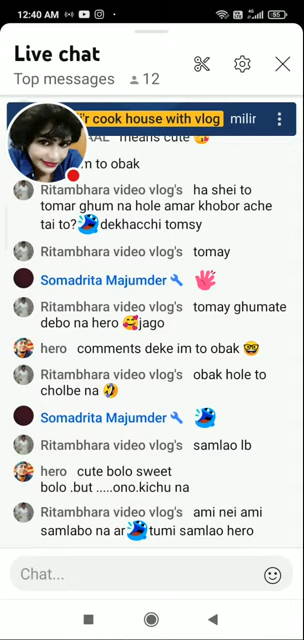 12:40 AM
55
Live chat
Top messages 12
'r cook house with vlog milir
means cute
to obak
Ritambhara video vlog's ha shei to
tomar ghum na hole amar khobor ache
tai to? dekhacchi tomsy
Ritambhara video vlog's tomay
Somadrita Majumder
Ritambhara video vlog's tomay ghumate
debo na hero jago
hero comments deke im to obak
Ritambhara video vlog's obak hole to
cholbe na
Somadrita Majumder
Ritambhara video vlog's samlao lb
hero cute bolo sweet
bolo .but .....ono.kichu na
Ritambhara video vlog's ami nei ami
samlabo na ar tumi samlao hero
Chat...